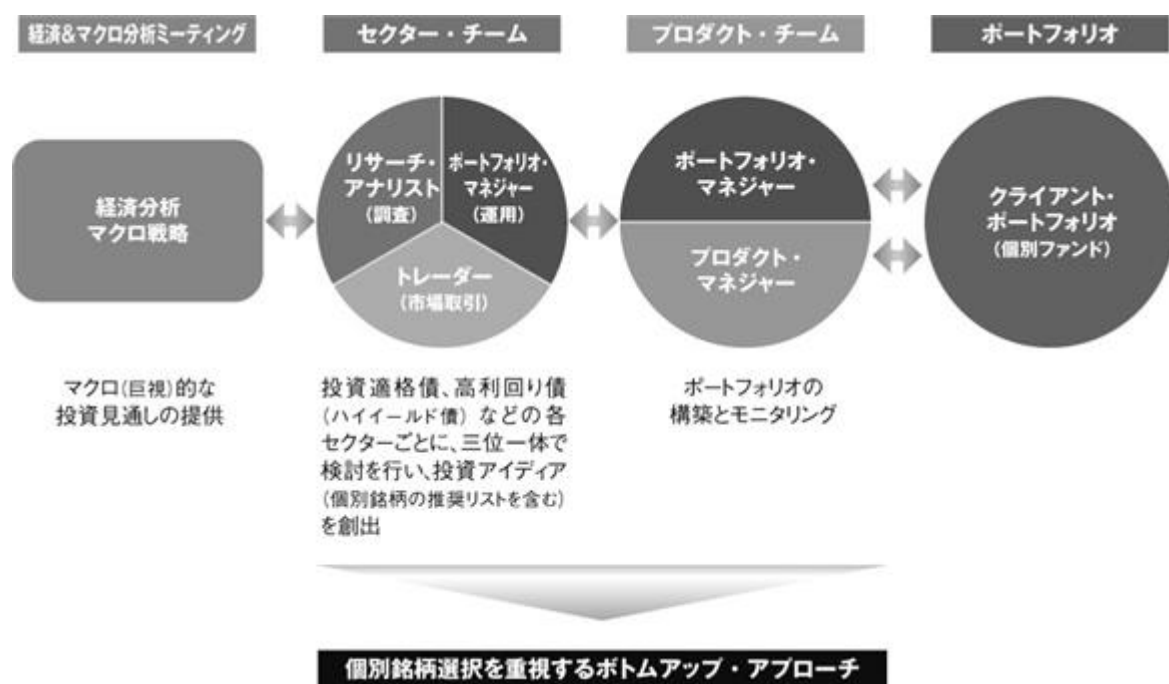 経済&マクロ分析ミーティング
セクター・チーム
プロダクト・チーム
ポートフォリオ
経済分析
マクロ戦略
リサーチ・
アナリスト
(調査)
ポートフォリオ・
マネジャー
(運用)
トレーダー
(市場取引)
ポートフォリオ・
マネジャー
プロダクト・
マネジャー
クライアント・
ポートフォリオ
(個別ファンド)
マクロ(巨視)的な
投資見通しの提供
投資適格債、高利回り債
(ハイイールド債)などの各
セクターごとに、三位一体で
検討を行い、投資アイディア
(個別銘柄の推奨リストを含む)
を創出
ポートフォリオの
構築とモニタリング
個別銘柄選択を重視するボトムアップ・アプローチ